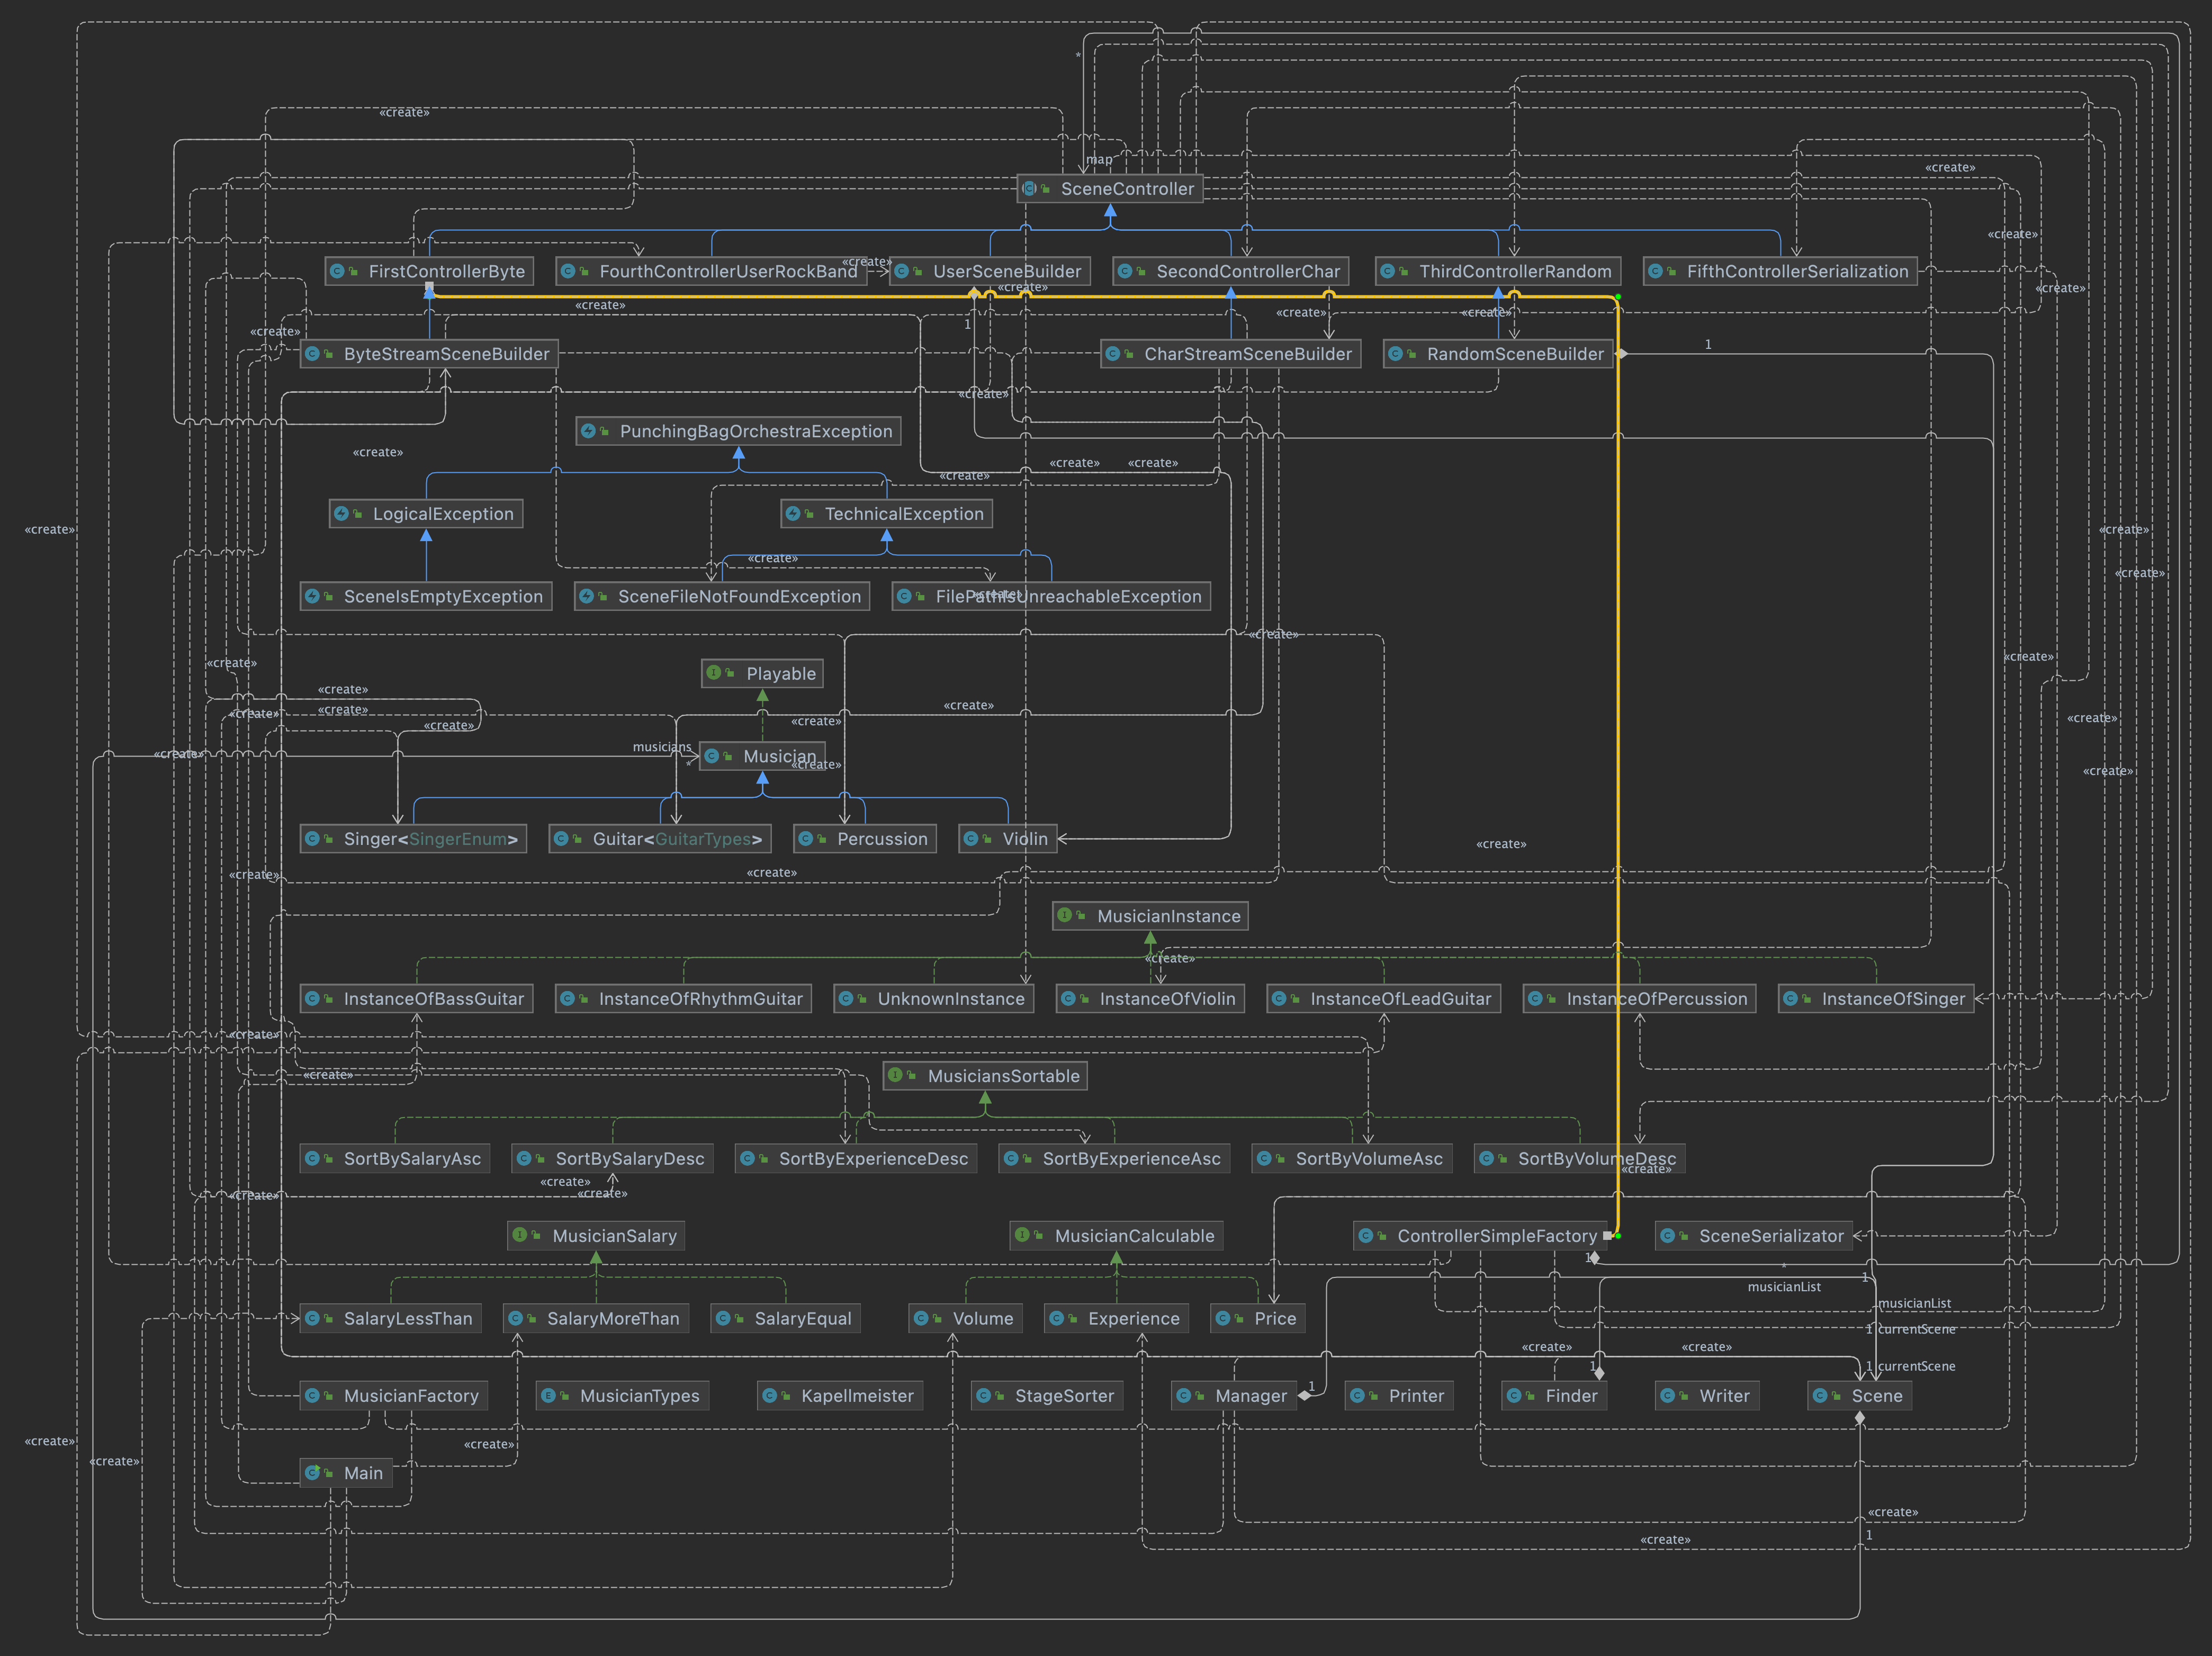 «create»
*
map
SceneController
«create»
«create»
FirstControllerByte
FourthControllerUserRockBand
«create»
UserSceneBuilder
SecondControllerChar
ThirdControllerRandom
FifthControllerSerialization
«create»
«create»
«create»
«create»
«create»
1
«create»
«create»
1
ByteStreamSceneBuilder
CharStreamSceneBuilder
RandomSceneBuilder
«create»
PunchingBagOrchestraException
«create»
«create»
«create»
«create»
LogicalException
TechnicalException
«create»
«create»
«create»
«create»
SceneIsEmptyException
SceneFileNotFoundException
FilePathIsUnreachableException
«create»
«create»
«create»
«create»
Playable
«create»
«create»
«create»
«create»
«create»
«create»
«create»
musicians
«create»
*
Musician
«create»
«create»
Singer<SingerEnum>
Guitar<GuitarTypes>
Percussion
Violin
«create»
«create»
«create»
MusicianInstance
«create»
InstanceOfBassGuitar
InstanceOfRhythmGuitar
UnknownInstance
InstanceOfViolin
InstanceOfLeadGuitar
InstanceOfPercussion
InstanceOfSinger
«create»
«create»
MusiciansSortable
SortBySalaryAsc
SortBySalaryDesc
SortByExperienceDesc
SortByExperienceAsc
SortByVolumeAsc
SortByVolumeDesc
«create»
«create»
«create»
«create»
MusicianSalary
MusicianCalculable
ControllerSimpleFactory
SceneSerializator
1
*
1
musicianList
musicianList
SalaryLessThan
SalaryMoreThan
SalaryEqual
Volume
Experience
Price
1 currentScene
«create»
«create»
1
1 currentScene
MusicianFactory
MusicianTypes
Kapellmeister
StageSorter
Manager
1
Printer
Finder
Writer
Scene
«create»
«create»
«create»
Main
«create»
1
«create»